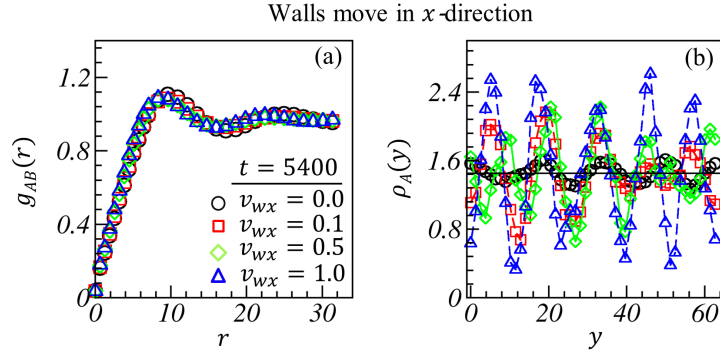 Walls move in x-direction
(a)
g_AB(r)
1.2
0.8
0.4
0
0 10 20 30
r
t = 5400
v_wx = 0.0
v_wx = 0.1
v_wx = 0.5
v_wx = 1.0
(b)
ρ_A(y)
2.4
1.6
0.8
0
0 20 40 60
y